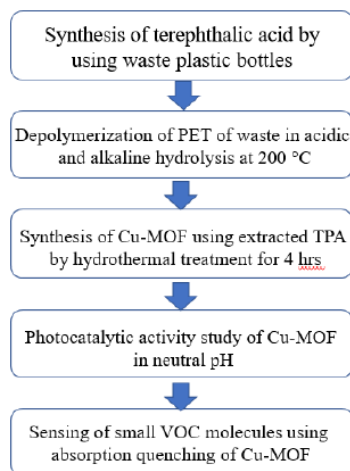 Synthesis of terephthalic acid by
using waste plastic bottles
Depolymerization of PET of waste in acidic
and alkaline hydrolysis at 200 °C
Synthesis of Cu-MOF using extracted TPA
by hydrothermal treatment for 4 hrs
Photocatalytic activity study of Cu-MOF
in neutral pH
Sensing of small VOC molecules using
absorption quenching of Cu-MOF